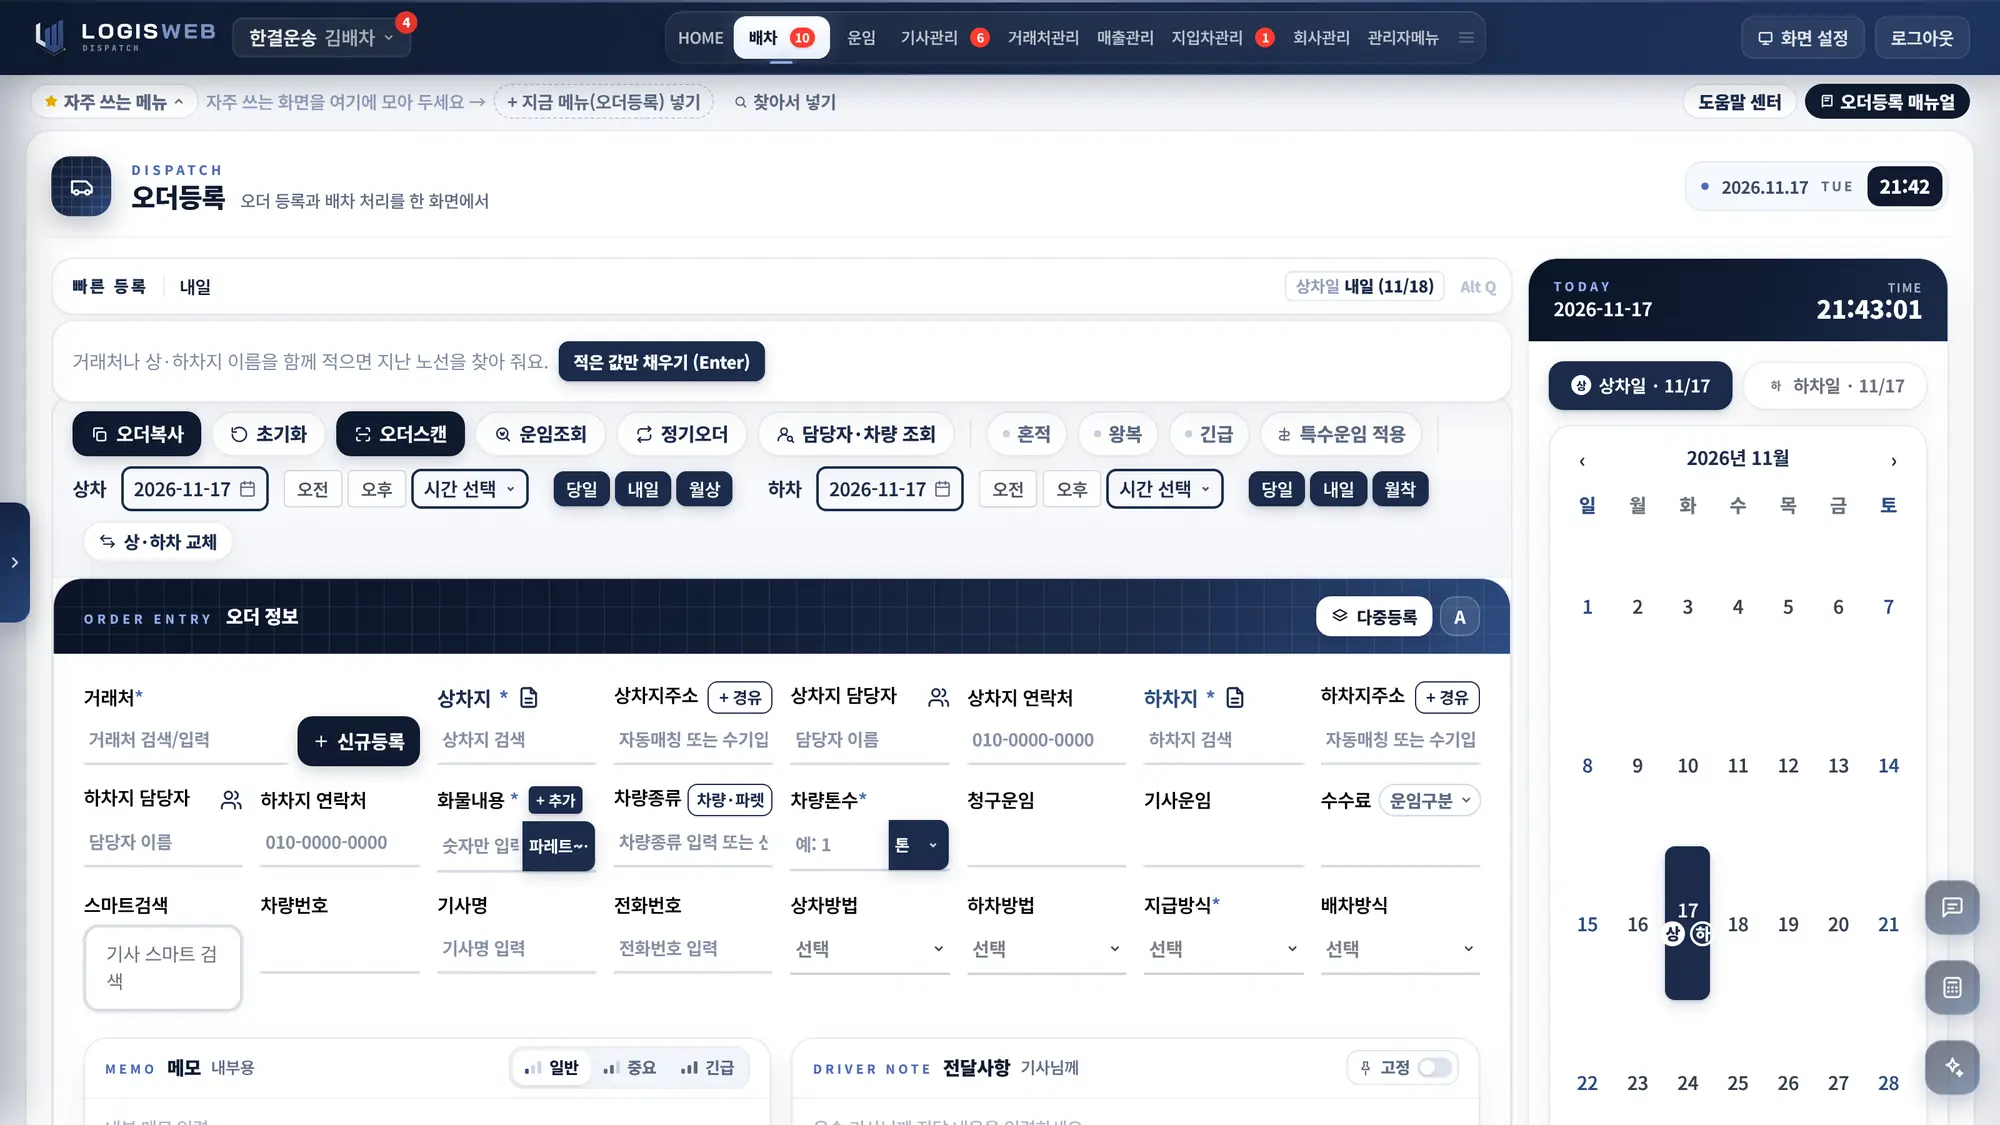 LOGISWEB
DISPATCH
한결운송 김배차
4
HOME
배차 10
운임
기사관리 6
거래처관리
매출관리
지입차관리 1
회사관리
관리자메뉴
화면 설정
로그아웃
자주 쓰는 메뉴
자주 쓰는 화면을 여기에 모아 두세요 →
+ 지금 메뉴(오더등록) 넣기
찾아서 넣기
도움말 센터
오더등록 매뉴얼
DISPATCH
오더등록 오더 등록과 배차 처리를 한 화면에서
2026.11.17 TUE 21:42
빠른 등록 내일
상차일 내일 (11/18) Alt Q
거래처나 상·하차지 이름을 함께 적으면 지난 노선을 찾아 줘요. 적은 값만 채우기 (Enter)
오더복사 초기화 오더스캔 운임조회 정기오더 담당자·차량 조회 혼적 왕복 긴급 특수운임 적용
상차 2026-11-17 오전 오후 시간 선택 당일 내일 월상 하차 2026-11-17 오전 오후 시간 선택 당일 내일 월착
상·하차 교체
ORDER ENTRY 오더 정보
다중등록 A
거래처* 상차지 * 상차지주소 + 경유 상차지 담당자 상차지 연락처 하차지 * 하차지주소 + 경유
거래처 검색/입력 + 신규등록 상차지 검색 자동매칭 또는 수기입 담당자 이름 010-0000-0000 하차지 검색 자동매칭 또는 수기입
하차지 담당자 하차지 연락처 화물내용 * + 추가 차량종류 차량·파렛 차량톤수* 청구운임 기사운임 수수료 운임구분
담당자 이름 010-0000-0000 숫자만 입력 파레트 차량종류 입력 또는 예: 1 톤
스마트검색 차량번호 기사명 전화번호 상차방법 하차방법 지급방식* 배차방식
기사 스마트 검
색
기사명 입력 전화번호 입력 선택 선택 선택 선택
MEMO 메모 내부용 일반 중요 긴급
DRIVER NOTE 전달사항 기사님께 고정
TODAY
2026-11-17
TIME
21:43:01
상 상차일 · 11/17
하 하차일 · 11/17
‹ 2026년 11월 ›
일 월 화 수 목 금 토
1 2 3 4 5 6 7
8 9 10 11 12 13 14
15 16 17 18 19 20 21
상 하
22 23 24 25 26 27 28